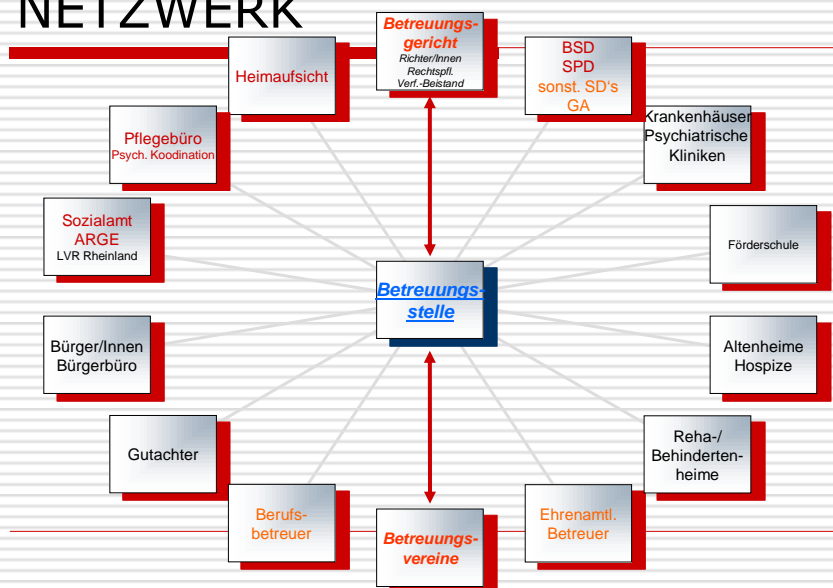 NETZWERK
Betreuungs-
gericht
Richter/Innen
Rechtspfl.
Verf.-Beistand
BSD
SPD
sonst. SD's
GA
Heimaufsicht
Krankenhäuser
Psychiatrische
Kliniken
Pflegebüro
Psych. Koodination
Sozialamt
ARGE
LVR Rheinland
Förderschule
Betreuungs-
stelle
Bürger/Innen
Bürgerbüro
Altenheime
Hospize
Gutachter
Reha-/
Behinderten-
heime
Berufs-
betreuer
Betreuungs-
vereine
Ehrenamtl.
Betreuer